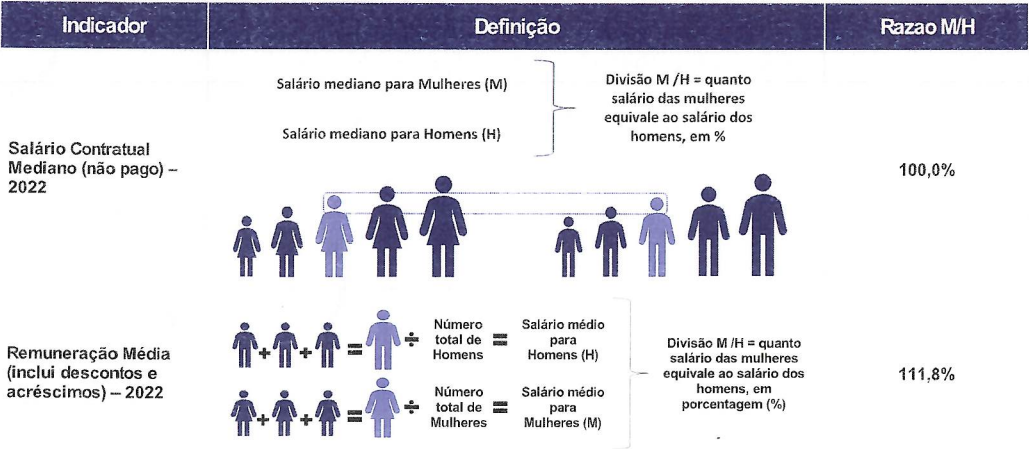 Indicador
Definição
Razao M/H
Salário Contratual
Mediano (não pago) –
2022
Salário mediano para Mulheres (M)
Salário mediano para Homens (H)
Divisão M /H = quanto
salário das mulheres
equivale ao salário dos
homens, em %
100,0%
Remuneração Média
(inclui descontos e
acréscimos) – 2022
+ + = ÷
Número
total de
Homens
=
Salário médio
para
Homens (H)
+ + = ÷
Número
total de
Mulheres
=
Salário médio
para
Mulheres (M)
Divisão M /H = quanto
salário das mulheres
equivale ao salário dos
homens, em
porcentagem (%)
111,8%